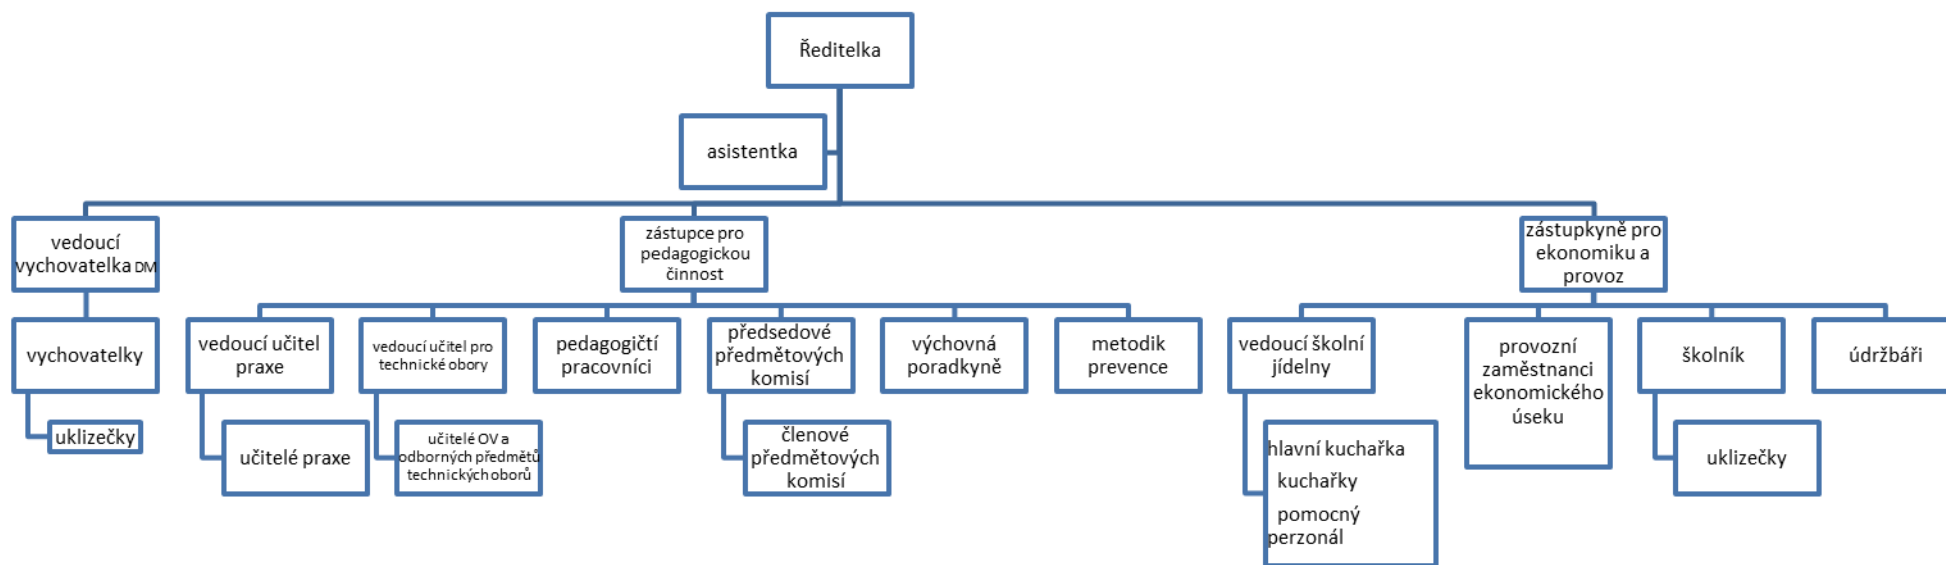 Ředitelka
asistentka
vedoucí
vychovatelka DM
zástupce pro
pedagogickou
činnost
zástupkyně pro
ekonomiku a
provoz
vychovatelky
vedoucí učitel
praxe
vedoucí učitel pro
technické obory
pedagogičtí
pracovníci
předsedové
předmětových
komisí
výchovná
poradkyně
metodik
prevence
vedoucí školní
jídelny
provozní
zaměstnanci
ekonomického
úseku
školník
údržbáři
uklizečky
učitelé praxe
učitelé OV a
odborných předmětů
technických oborů
členové
předmětových
komisí
hlavní kuchařka
kuchařky
pomocný
perzonál
uklizečky